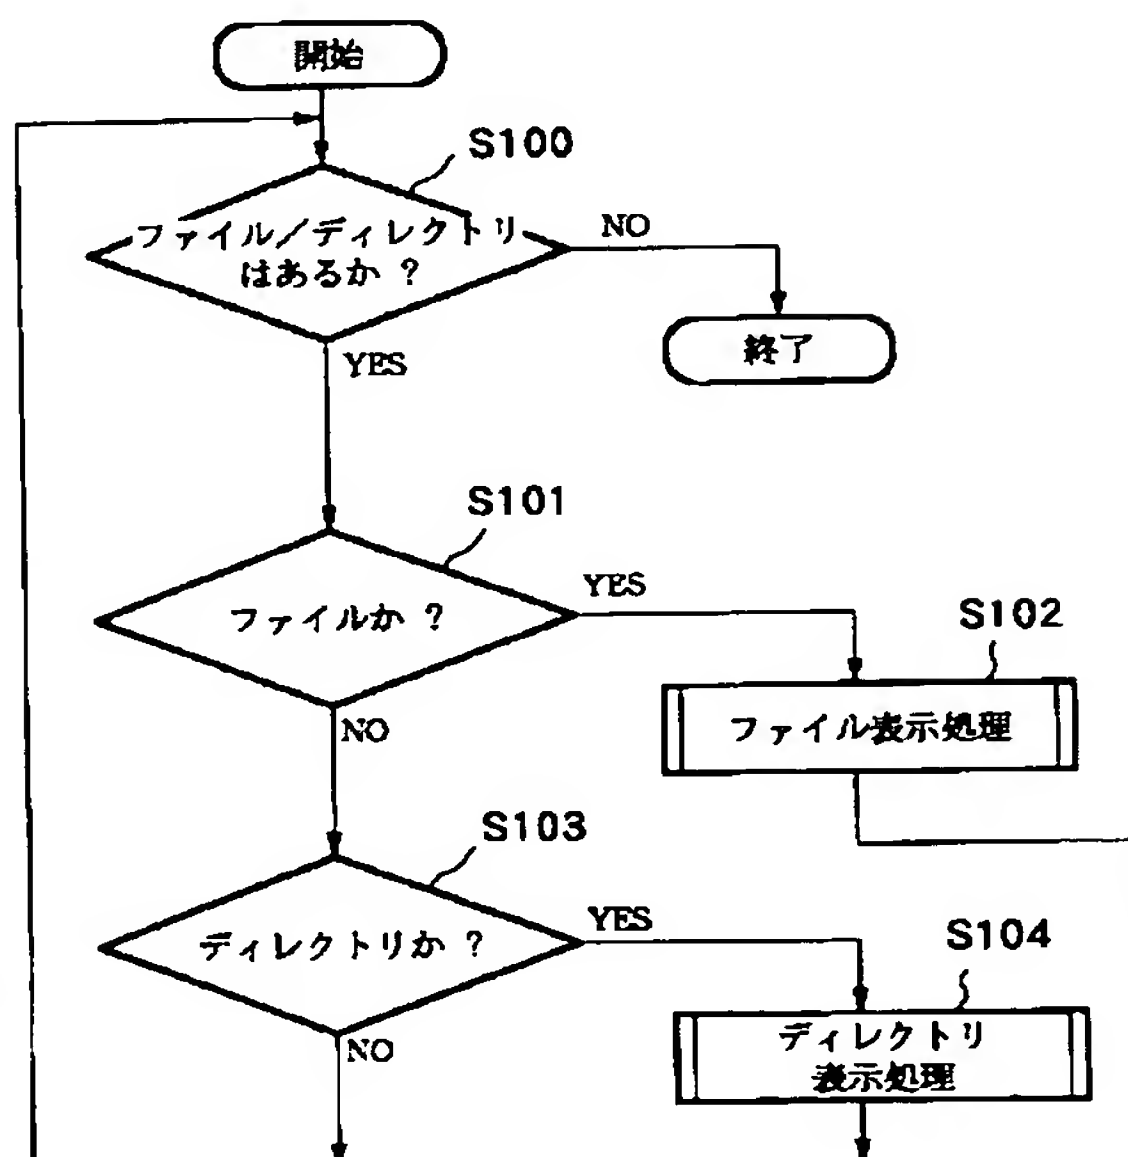 開始
S100
ファイル/ディレクトリ
はあるか ?
NO
終了
YES
S101
ファイルか ?
YES
S102
ファイル表示処理
NO
S103
ディレクトリか ?
YES
S104
ディレクトリ
表示処理
NO